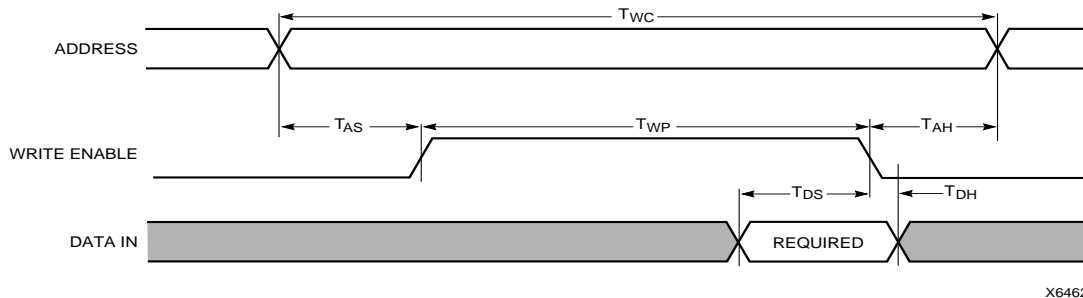 TWC
ADDRESS
TAS
TWP
TAH
WRITE ENABLE
TDS
TDH
DATA IN
REQUIRED
X6462